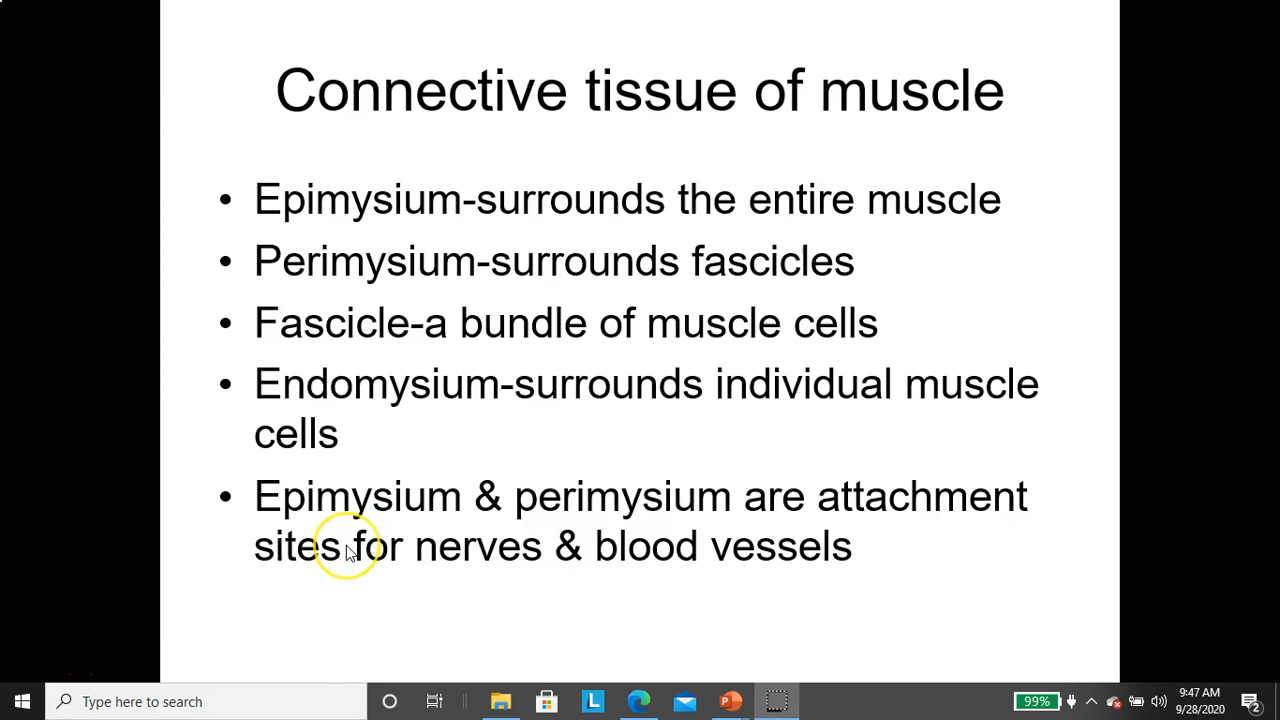 Connective tissue of muscle
• Epimysium-surrounds the entire muscle
• Perimysium-surrounds fascicles
• Fascicle-a bundle of muscle cells
• Endomysium-surrounds individual muscle
cells
• Epimysium & perimysium are attachment
sites for nerves & blood vessels
Type here to search
L
P
99%
9:47 AM
9/28/2020
2